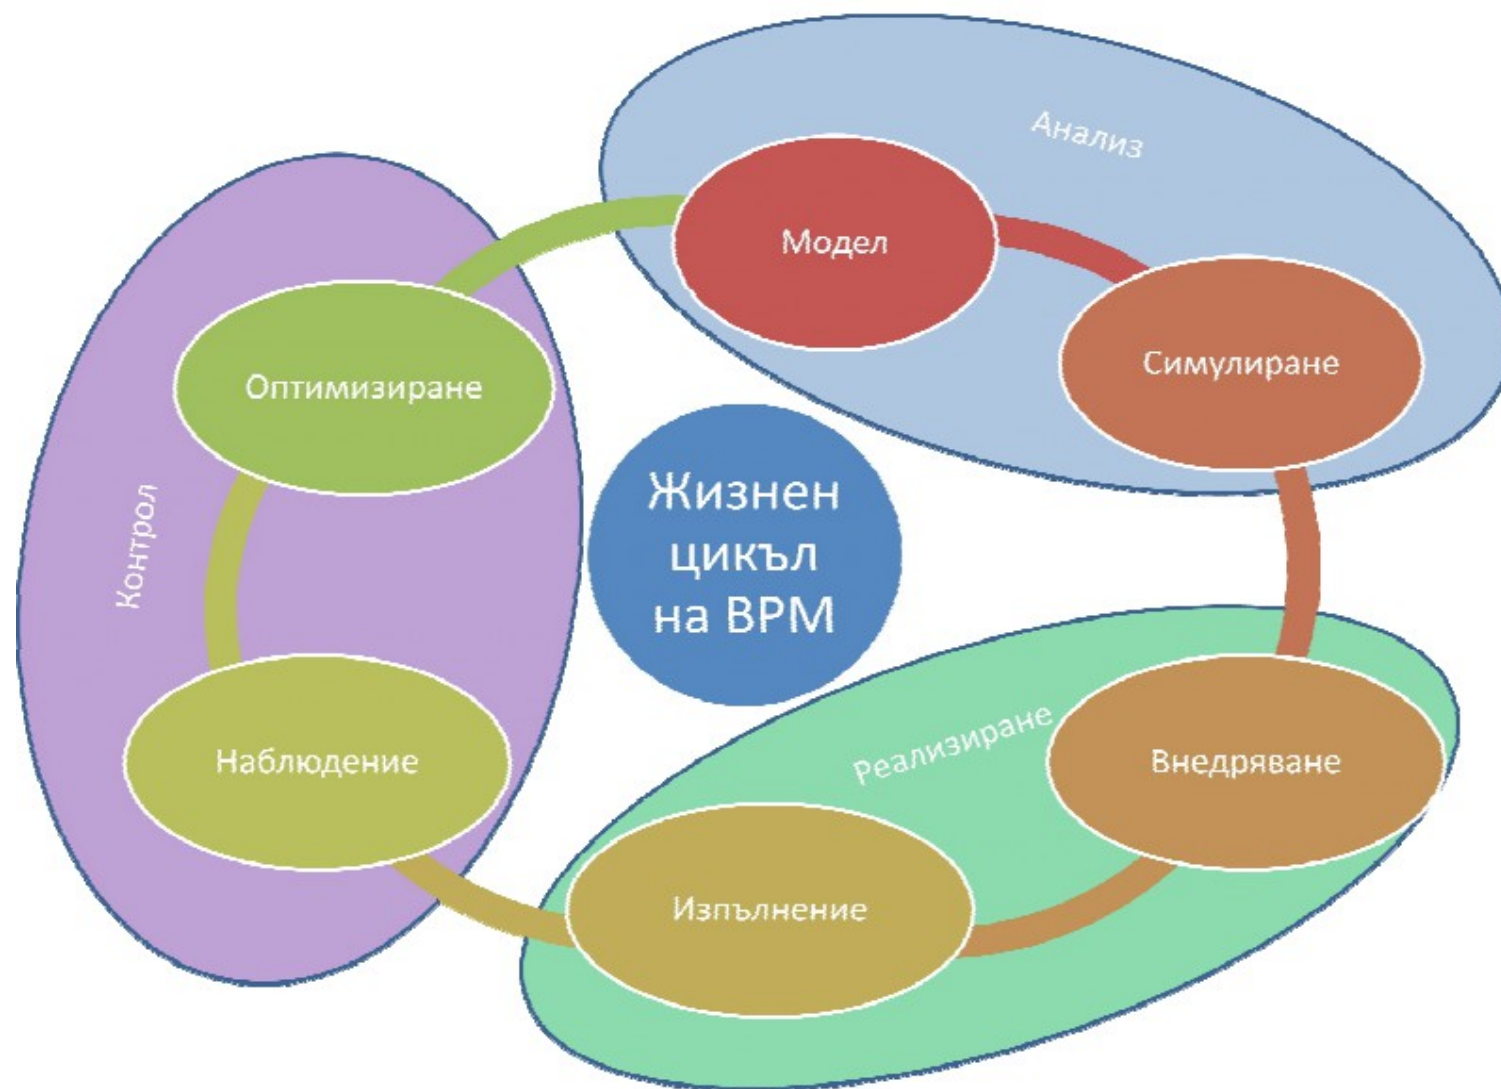 Анализ
Модел
Симулиране
Оптимизиране
Контрол
Жизнен
цикъл
на BPM
Реализиране
Наблюдение
Внедряване
Изпълнение